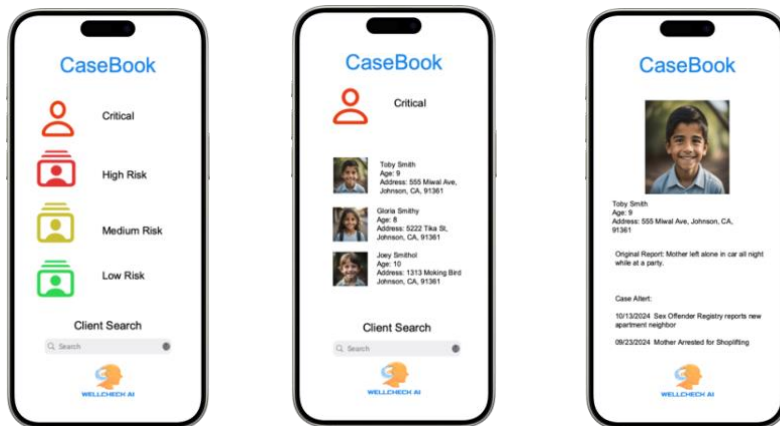 CaseBook
Critical
High Risk
Medium Risk
Low Risk
Client Search
Search
WELLCHECK AI
CaseBook
Critical
Toby Smith
Age: 9
Address: 555 Miwal Ave,
Johnson, CA, 91361
Gloria Smithy
Age: 8
Address: 5222 Tika St,
Johnson, CA, 91361
Joey Smithol
Age: 10
Address: 1313 Moking Bird
Johnson, CA, 91361
Client Search
Search
WELLCHECK AI
CaseBook
Toby Smith
Age: 9
Address: 555 Miwal Ave, Johnson, CA,
91361
Original Report: Mother left alone in car all night
while at a party.
Case Allert:
10/13/2024 Sex Offender Registry reports new
apartment neighbor
09/23/2024 Mother Arrested for Shoplifting
WELLCHECK AI